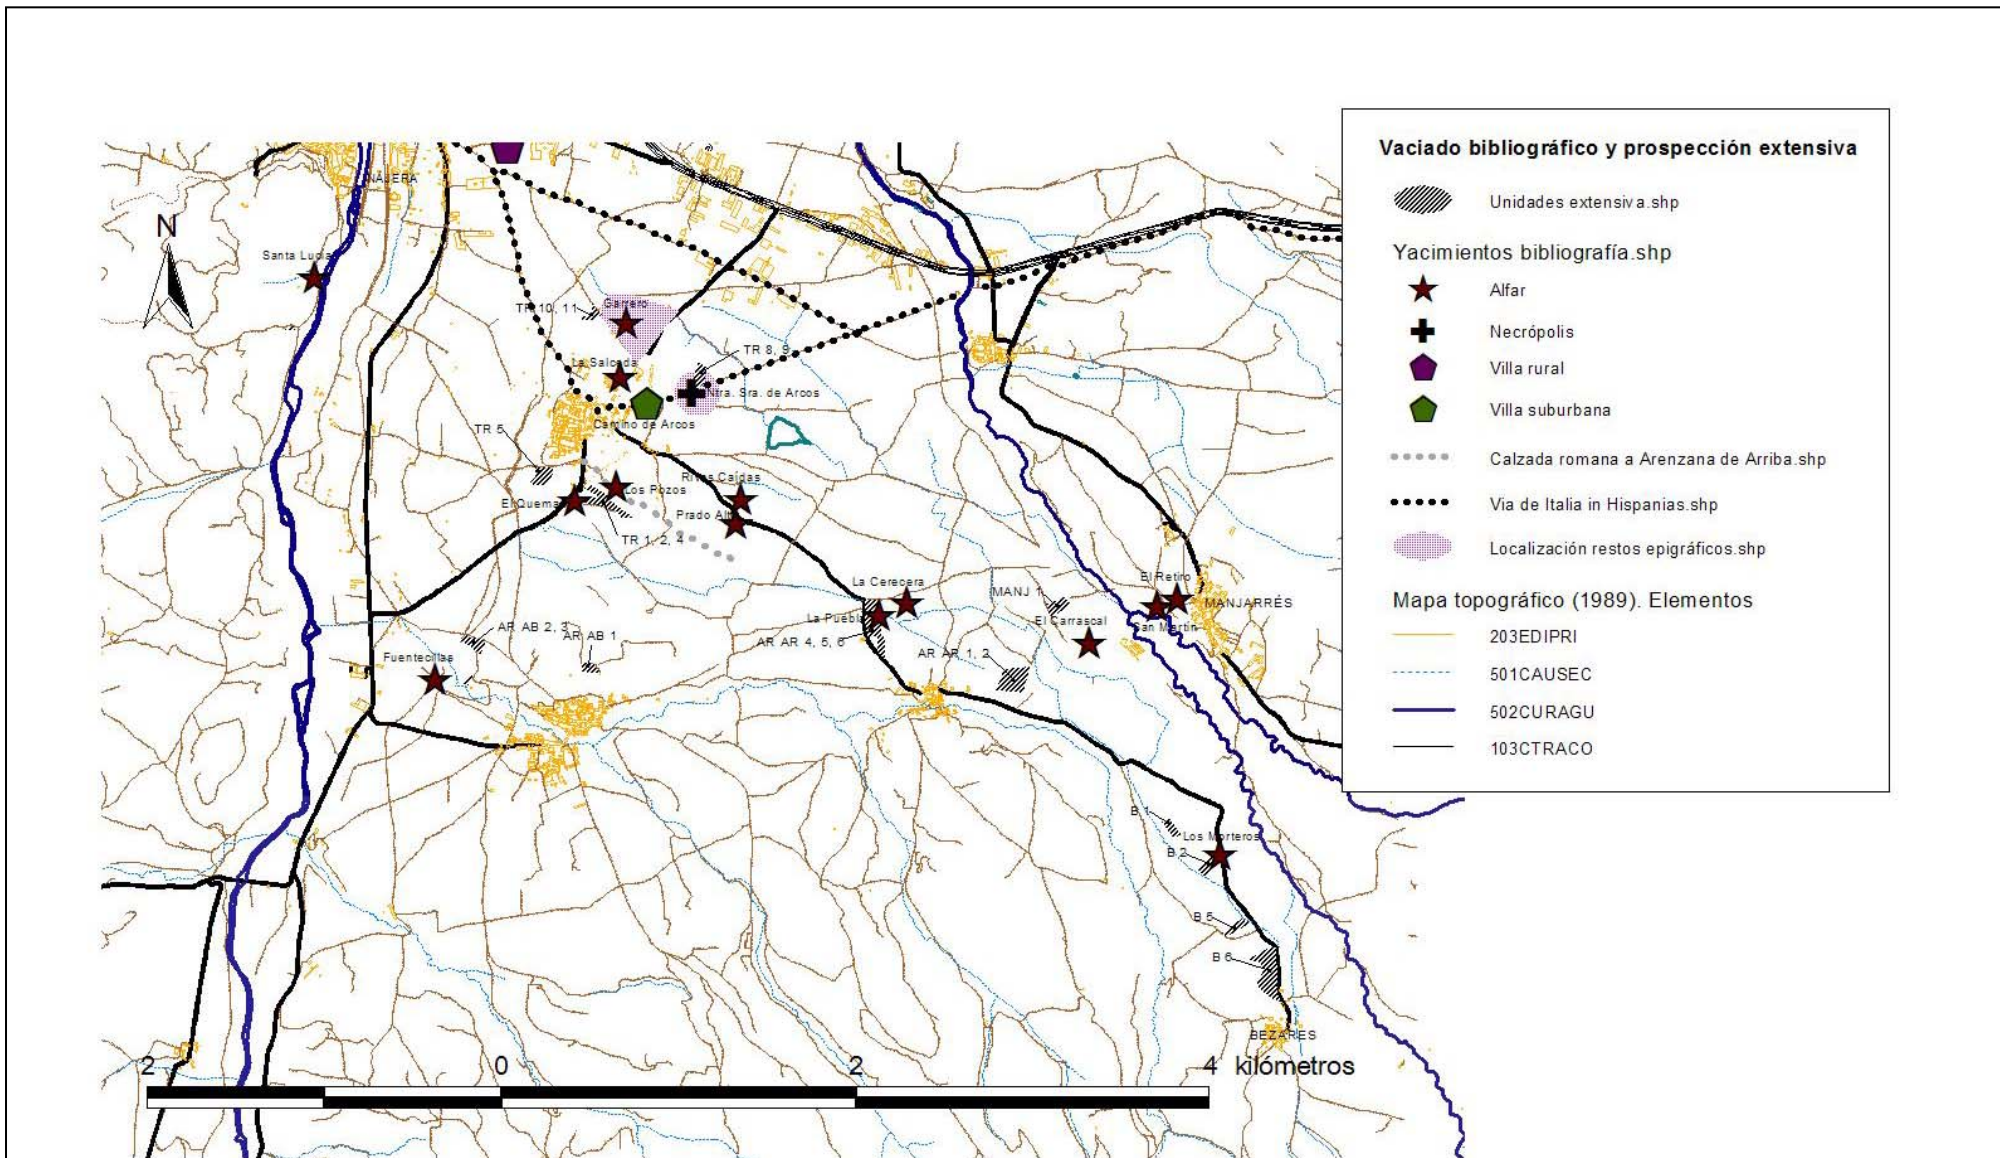 Vaciado bibliográfico y prospección extensiva
Unidades extensiva.shp
Yacimientos bibliografía.shp
Alfar
Necrópolis
Villa rural
Villa suburbana
Calzada romana a Arenzana de Arriba.shp
Via de Italia in Hispanias.shp
Localización restos epigráficos.shp
Mapa topográfico (1989). Elementos
203EDIPRI
501CAUSEC
502CURAGU
103CTRACO
NÁJERA
N
Santa Lucía
TR 10, 11
Garrero
TR 8, 9
La Salceda
Ntra. Sra. de Arcos
Camino de Arcos
TR 5
Rivas Caídas
Los Pozos
El Quema
Prado Alt
TR 1, 2, 4
La Cerecera
MANJ 1
El Retiro
MANJARRÉS
La Puebla
El Carrascal
San Martín
AR AB 2, 3
AR AB 1
AR AR 4, 5, 6
AR AR 1, 2
Fuentecillas
B 1
Los Morteros
B 2
B 5
B 6
BEZARES
2 0 2 4 kilómetros